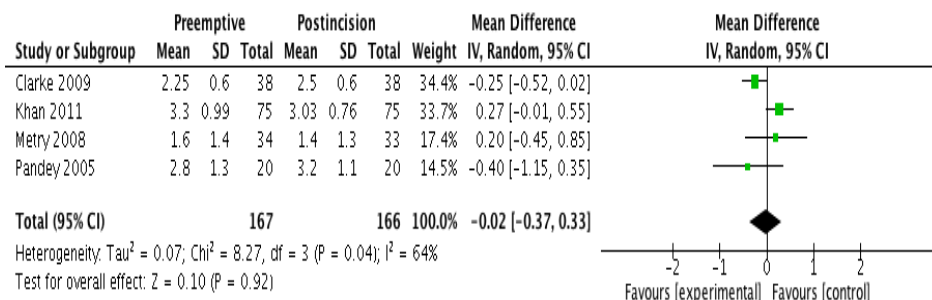 Preemptive Postincision Mean Difference Mean Difference
Study or Subgroup Mean SD Total Mean SD Total Weight IV, Random, 95% CI IV, Random, 95% CI
Clarke 2009 2.25 0.6 38 2.5 0.6 38 34.4% -0.25 [-0.52, 0.02]
Khan 2011 3.3 0.99 75 3.03 0.76 75 33.7% 0.27 [-0.01, 0.55]
Metry 2008 1.6 1.4 34 1.4 1.3 33 17.4% 0.20 [-0.45, 0.85]
Pandey 2005 2.8 1.3 20 3.2 1.1 20 14.5% -0.40 [-1.15, 0.35]
Total (95% CI) 167 166 100.0% -0.02 [-0.37, 0.33]
Heterogeneity: Tau² = 0.07; Chi² = 8.27, df = 3 (P = 0.04); I² = 64%
Test for overall effect: Z = 0.10 (P = 0.92)
-2 -1 0 1 2
Favours [experimental] Favours [control]